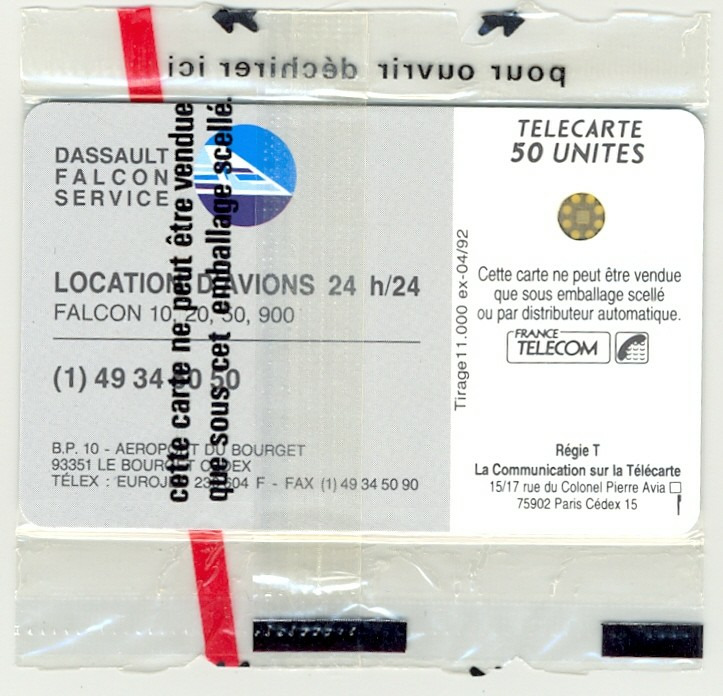 pour ouvrir déchirer ici
DASSAULT
FALCON
SERVICE
LOCATION D'AVIONS 24 h/24
FALCON 10, 20, 50, 900
(1) 49 34 50
B.P. 10 - AEROPORT DU BOURGET
93351 LE BOURGET CEDEX
TÉLEX : EUROJET 604 F - FAX (1) 49 34 50 90
cette carte ne peut être vendue
que sous cet emballage scellé.
TELECARTE
50 UNITES
Cette carte ne peut être vendue
que sous emballage scellé
ou par distributeur automatique.
FRANCE
TELECOM
Tirage 11.000 ex-04/92
Régie T
La Communication sur la Télécarte
15/17 rue du Colonel Pierre Avia
75902 Paris Cédex 15